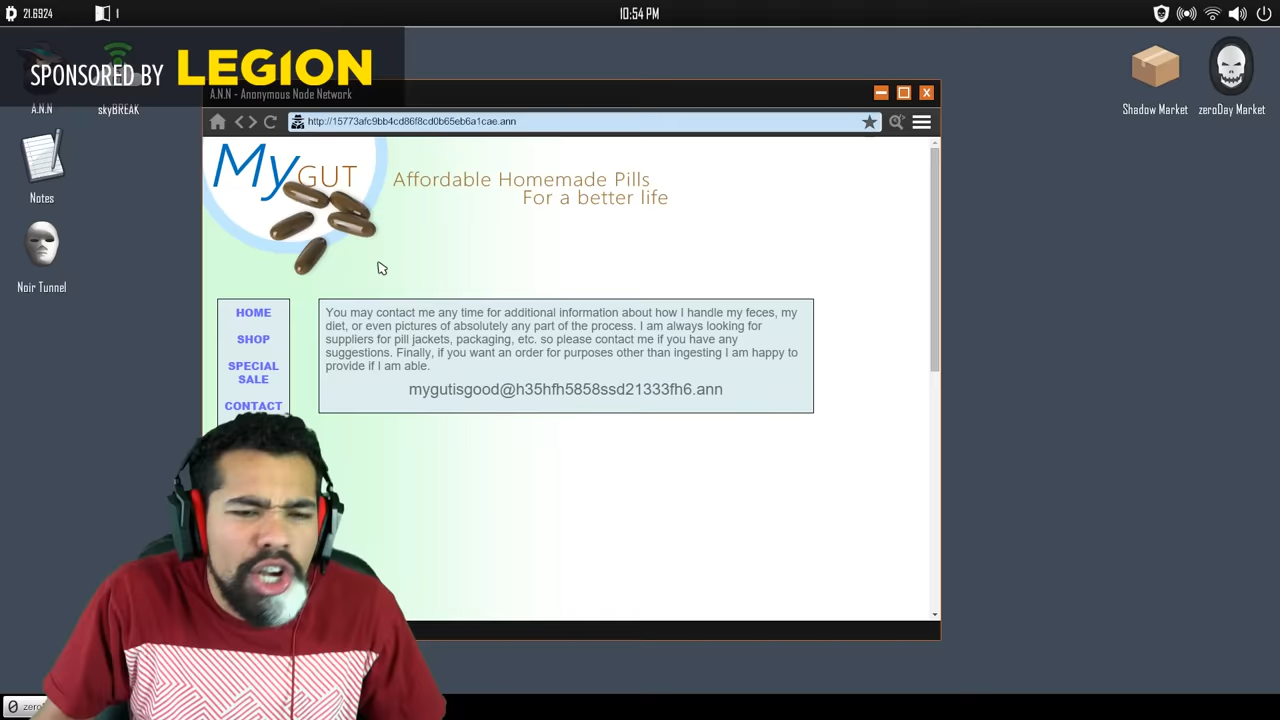 21.6924
1
10:54 PM
SPONSORED BY LEGION
A.N.N
skyBREAK
Shadow Market
zeroDay Market
A.N.N - Anonymous Node Network
http://15773afc9bb4cd86f8cd0b65eb6a1cae.ann
Notes
Noir Tunnel
MyGUT
Affordable Homemade Pills
For a better life
HOME
SHOP
SPECIAL
SALE
CONTACT
You may contact me any time for additional information about how I handle my feces, my
diet, or even pictures of absolutely any part of the process. I am always looking for
suppliers for pill jackets, packaging, etc. so please contact me if you have any
suggestions. Finally, if you want an order for purposes other than ingesting I am happy to
provide if I am able.
mygutisgood@h35hfh5858ssd21333fh6.ann